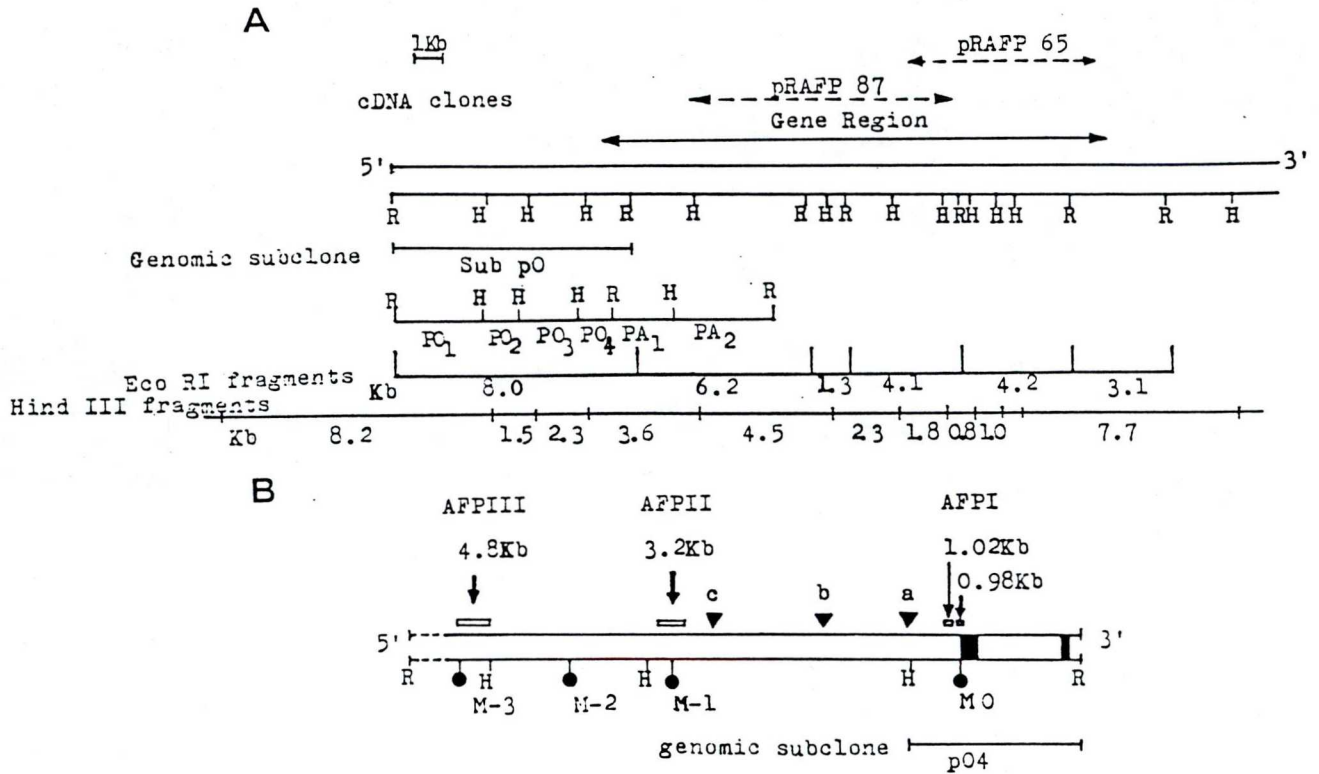 A
1Kb
pRAFP 65
pRAFP 87
cDNA clones
Gene Region
5' 3'
R H H H R H H H R H H R H H H R R H
Genomic subclone
Sub pO
R H H H R H R
PO1 PO2 PO3 PO4 PA1 PA2
Eco RI fragments
Kb 8.0 6.2 1.3 4.1 4.2 3.1
Hind III fragments
Kb 8.2 1.5 2.3 3.6 4.5 2.3 1.8 0.8 1.0 7.7
B
AFPIII AFPII AFPI
4.8Kb 3.2Kb 1.02Kb
0.98Kb
c b a
5' 3'
R H H H R
M-3 M-2 M-1 MO
genomic subclone
pO4